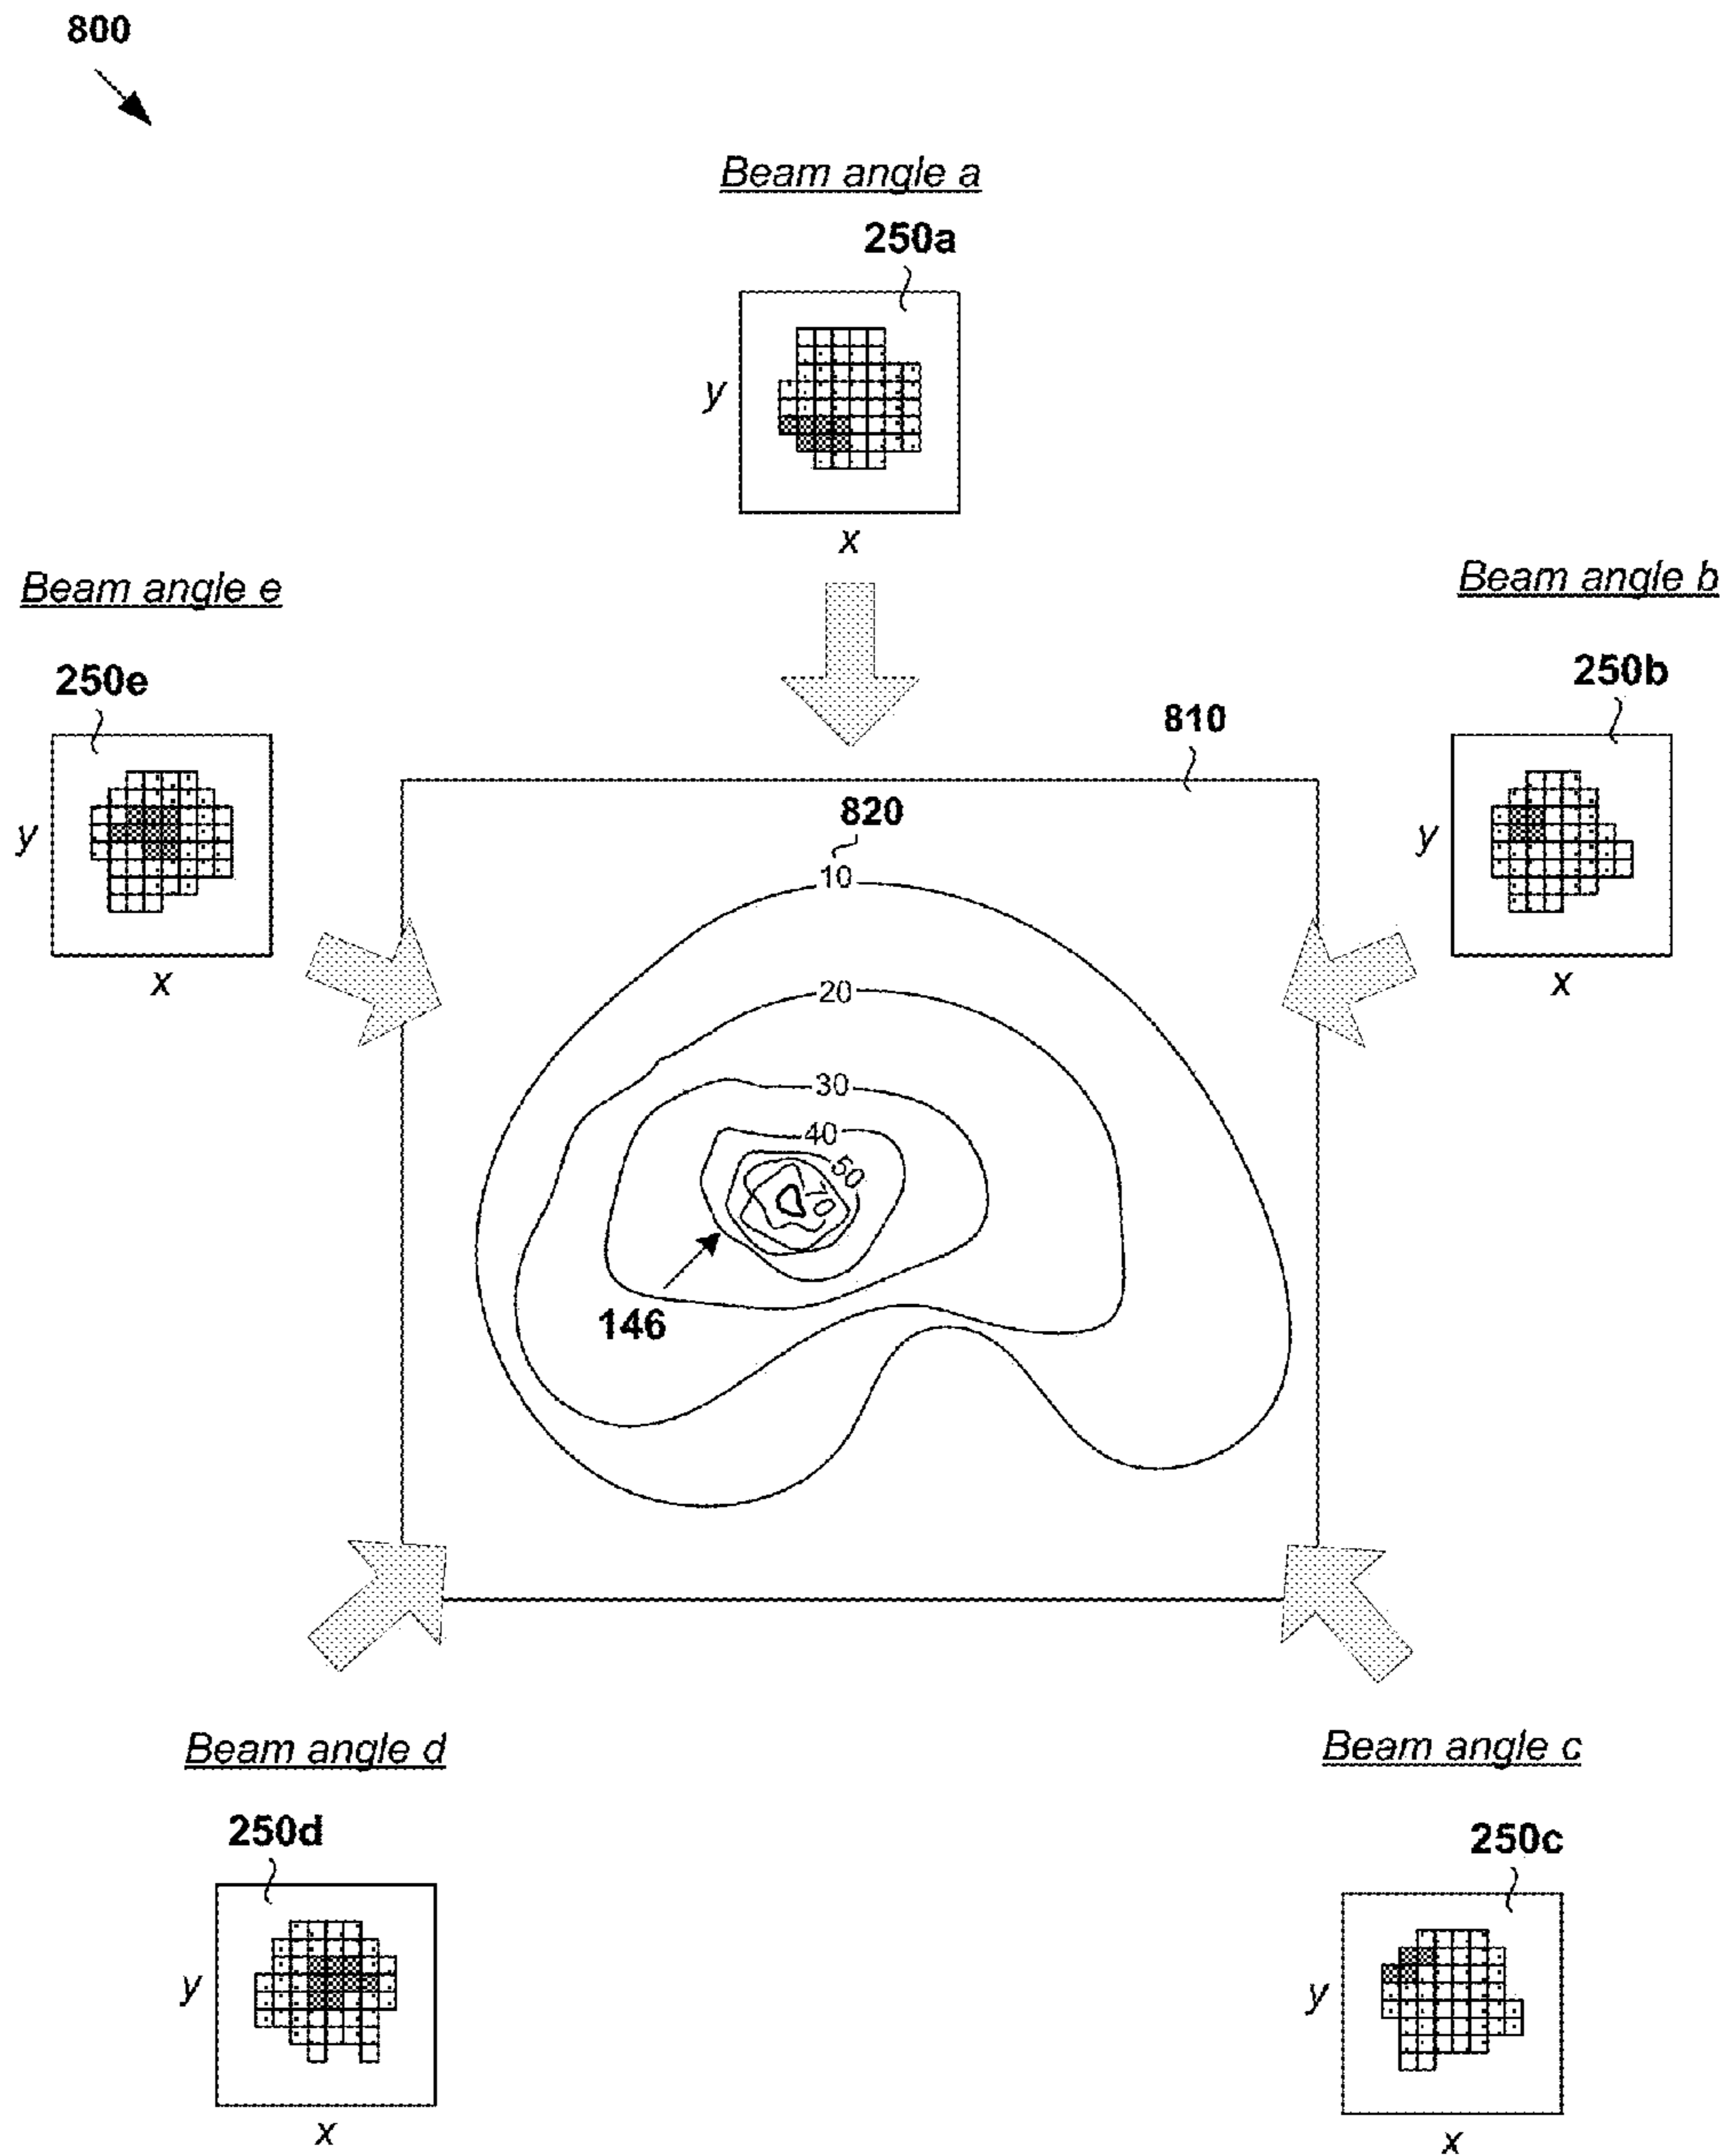 800
Beam angle a
250a
y
x
Beam angle e
Beam angle b
250e
250b
810
y
y
820
10
x
x
20
30
40
50
70
146
Beam angle d
Beam angle c
250d
250c
y
y
x
x